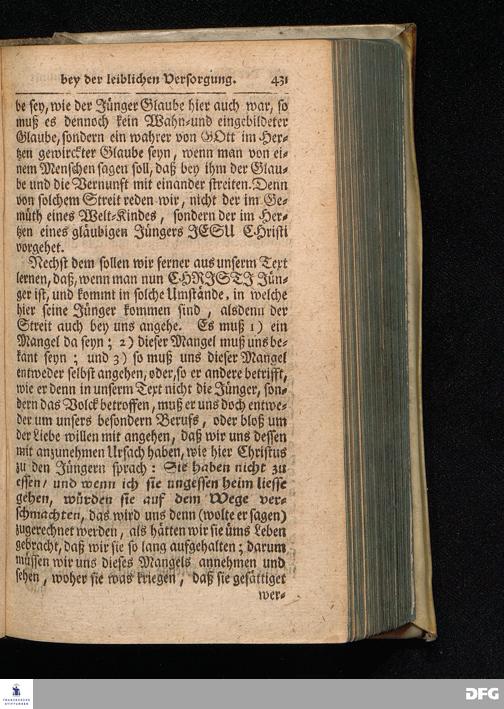 bey der leiblichen Versorgung. 431
be sey, wie der Jünger Glaube hier auch war, so
muß es dennoch kein Wahn-und eingebildeter
Glaube, sondern ein wahrer von GOtt im Her-
tzen gewirckter Glaube seyn, wenn man von ei-
nem Menschen sagen soll, daß bey ihm der Glau-
be und die Vernunft mit einander streiten. Denn
von solchem Streit reden wir, nicht der im Ge-
müth eines Welt-Kindes, sondern der im Her-
tzen eines gläubigen Jüngers JESU CHristi
vorgehet.
Nechst dem sollen wir ferner aus unserm Text
lernen, daß, wenn man nun CHRISTI Jün-
ger ist, und kommt in solche Umstände, in welche
hier seine Jünger kommen sind, alsdenn der
Streit auch bey uns angehe. Es muß 1) ein
Mangel da seyn; 2) dieser Mangel muß uns be-
kant seyn; und 3) so muß uns dieser Mangel
entweder selbst angehen, oder, so er andere betrifft,
wie er denn in unserm Text nicht die Jünger, son-
dern das Volck betroffen, muß er uns doch entwe-
der um unsers besondern Berufs, oder bloß um
der Liebe willen mit angehen, daß wir uns dessen
mit anzunehmen Ursach haben, wie hier Christus
zu den Jüngern sprach: Sie haben nicht zu
essen/ und wenn ich sie ungessen heim liesse
gehen, würden sie auf dem Wege ver-
schmachten, das wird uns denn (wolte er sagen)
zugerechnet werden, als hätten wir sie üms Leben
gebracht, daß wir sie so lang aufgehalten; darum
müssen wir uns dieses Mangels annehmen und
sehen, woher sie was kriegen, daß sie gesättiget
wer-
FRANCKESCHE
STIFTUNGEN
DFG